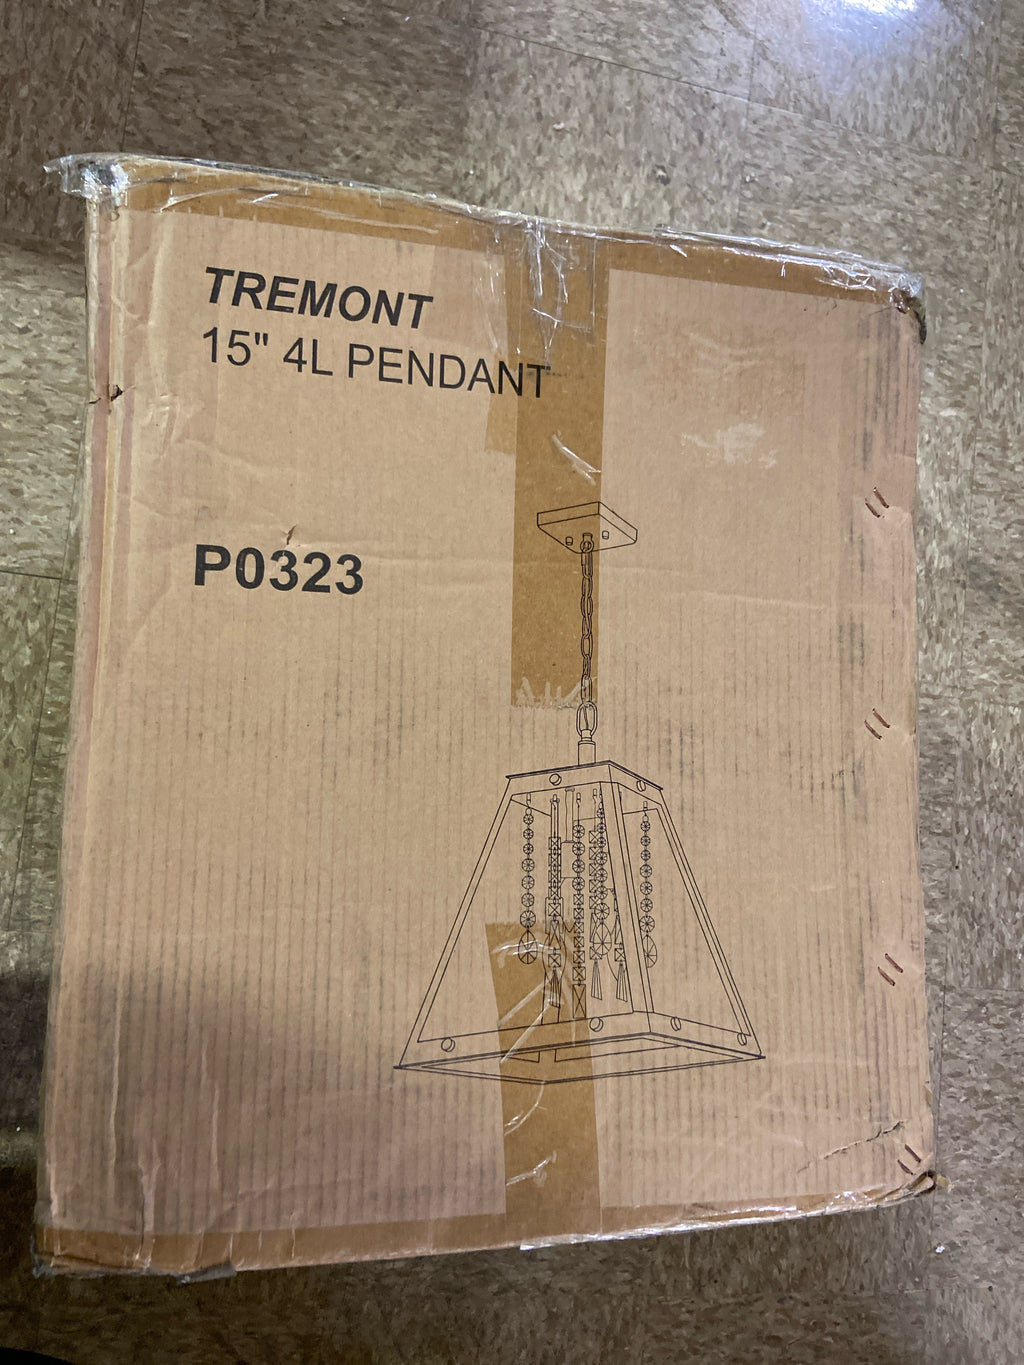 TREMONT
15" 4L PENDANT
P0323